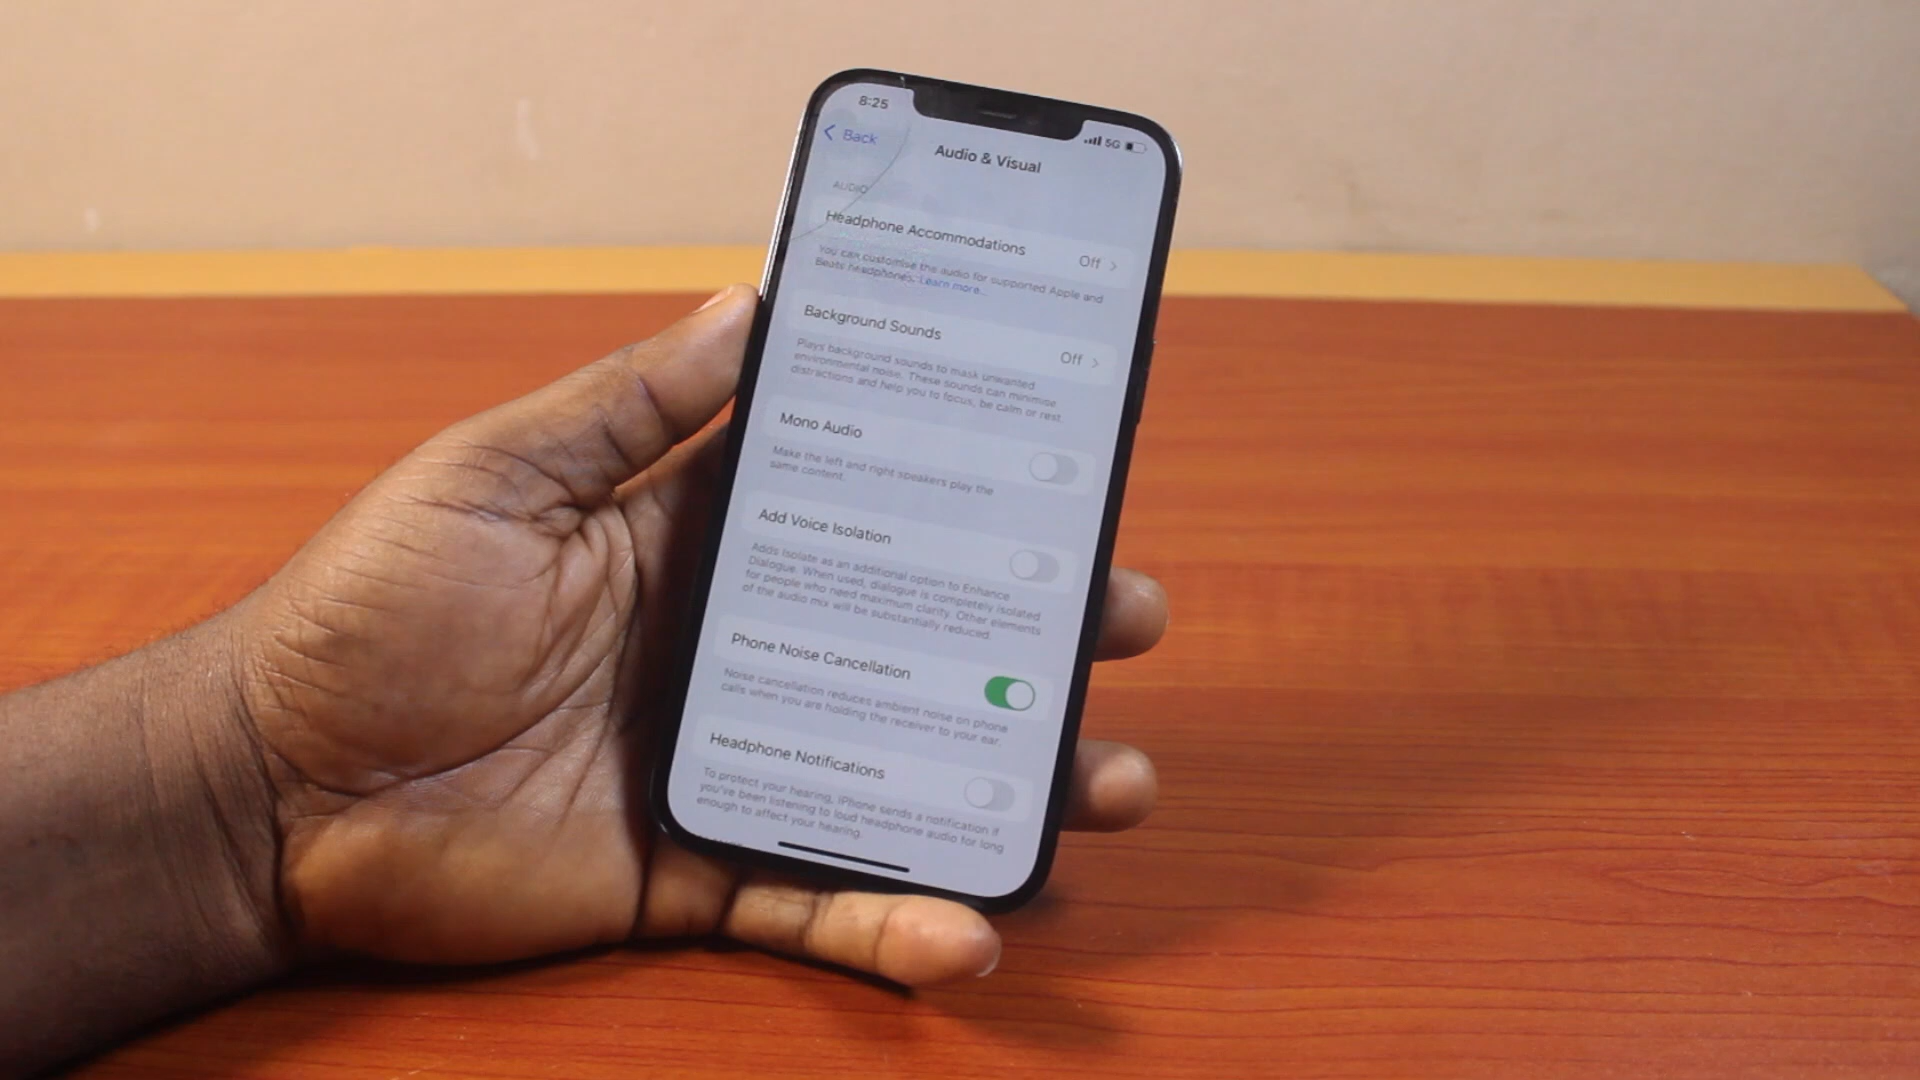 8:25
5G
Back
Audio & Visual
AUDIO
Headphone Accommodations
Off
You can customise the audio for supported Apple and
Beats headphones. Learn more...
Background Sounds
Off
Plays background sounds to mask unwanted
environmental noise. These sounds can minimise
distractions and help you to focus, be calm or rest.
Mono Audio
Make the left and right speakers play the
same content.
Add Voice Isolation
Adds Isolate as an additional option to Enhance
Dialogue. When used, dialogue is completely isolated
for people who need maximum clarity. Other elements
of the audio mix will be substantially reduced.
Phone Noise Cancellation
Noise cancellation reduces ambient noise on phone
calls when you are holding the receiver to your ear.
Headphone Notifications
To protect your hearing, iPhone sends a notification if
you've been listening to loud headphone audio for long
enough to affect your hearing.